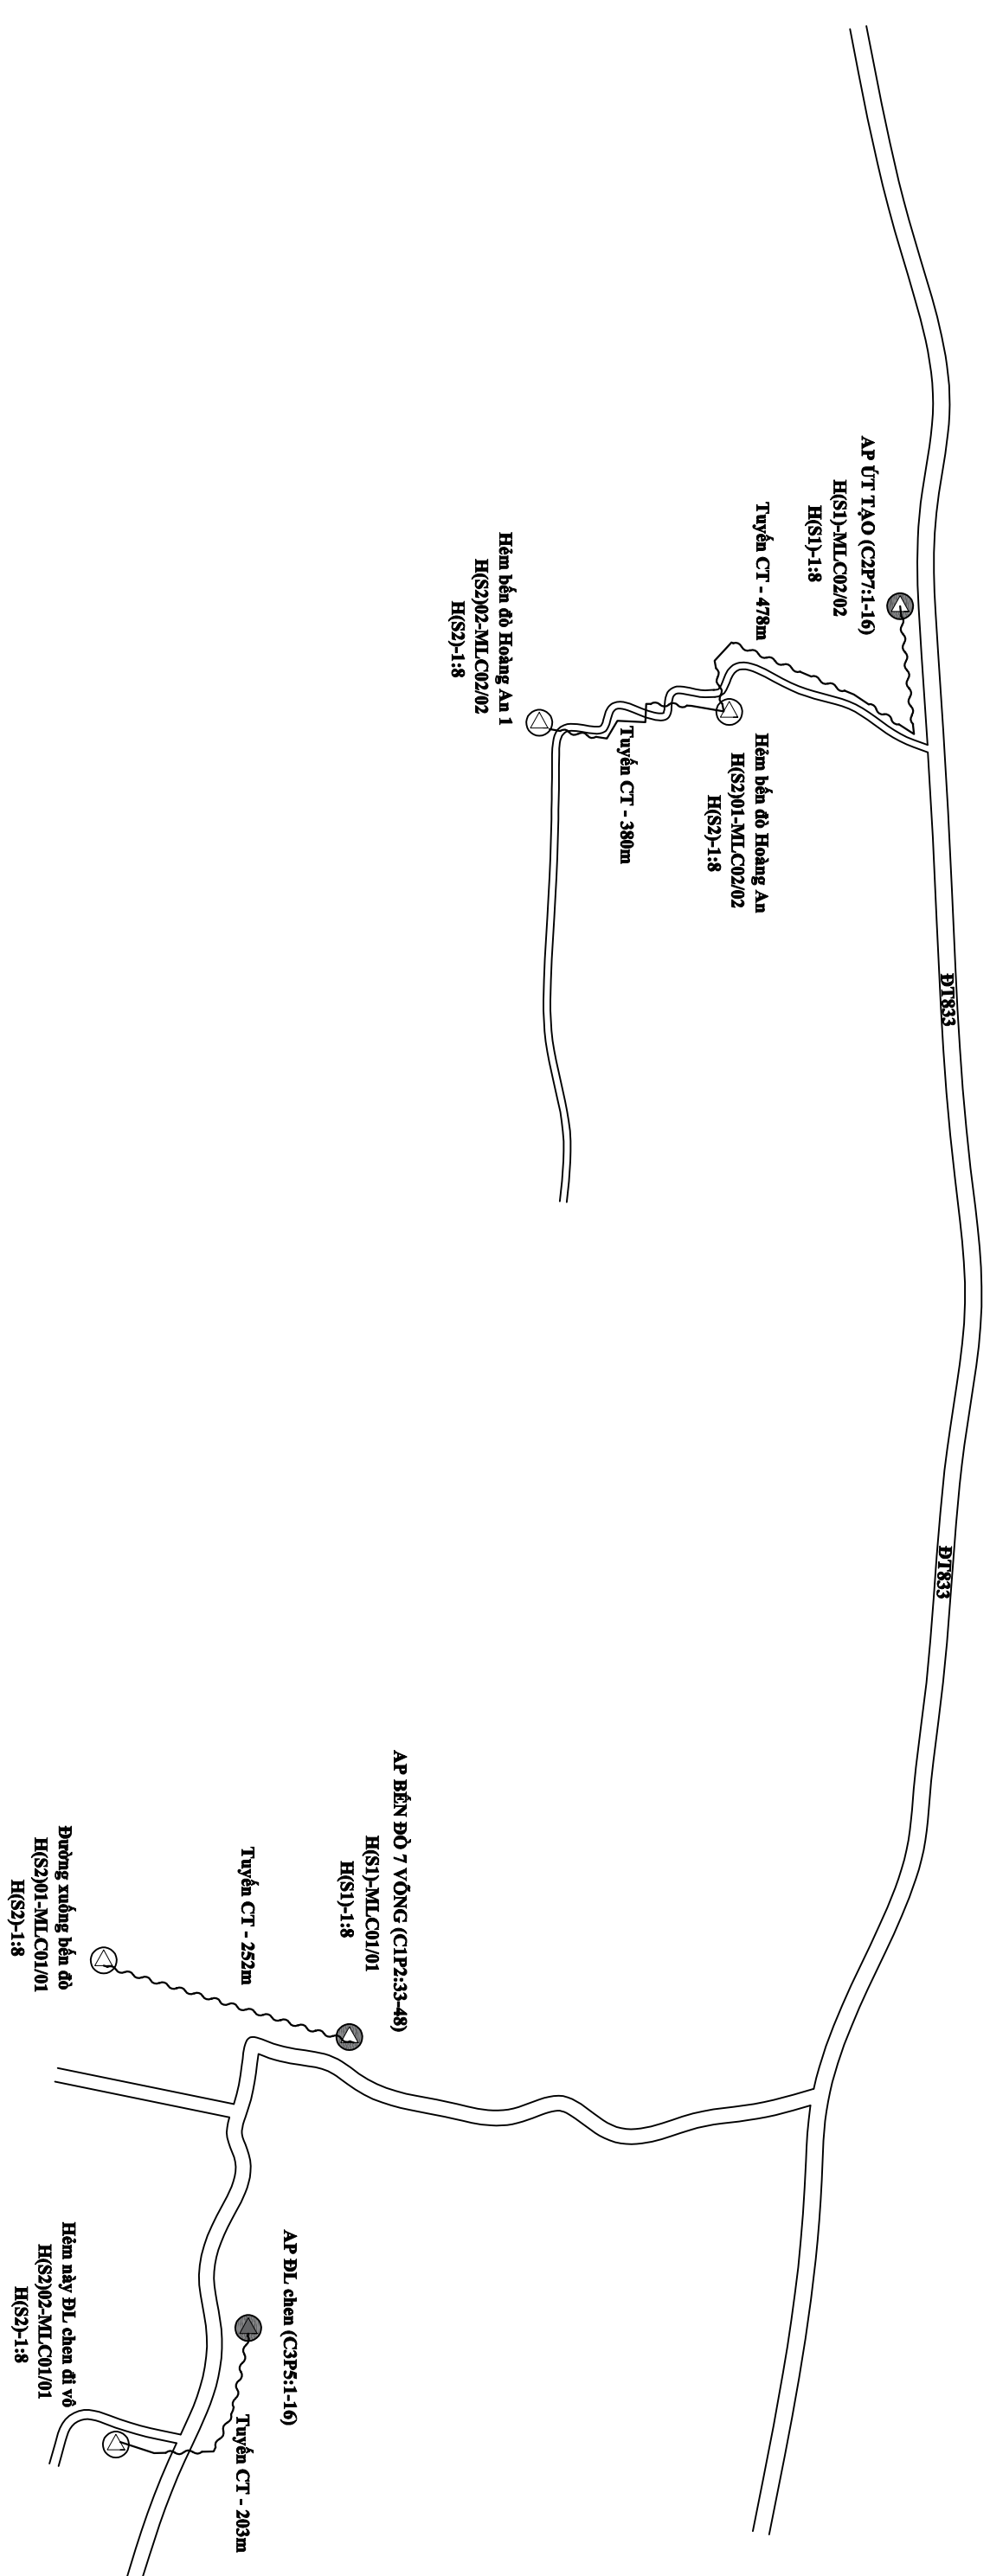 AP ÚT TẠO (C2P7:1-16)
H(S1)-MLC02/02
H(S1)-1:8
Tuyến CT - 478m
Hẻm bến đò Hoàng An 1
H(S2)02-MLC02/02
H(S2)-1:8
Tuyến CT - 380m
Hẻm bến đò Hoàng An
H(S2)01-MLC02/02
H(S2)-1:8
ĐT833
ĐT833
AP BẾN ĐÒ 7 VÕNG (C1P2:33-48)
H(S1)-MLC01/01
H(S1)-1:8
Tuyến CT - 252m
Đường xuống bến đò
H(S2)01-MLC01/01
H(S2)-1:8
AP ĐL chen (C3P5:1-16)
Tuyến CT - 203m
Hẻm này ĐL chen đi vô
H(S2)02-MLC01/01
H(S2)-1:8